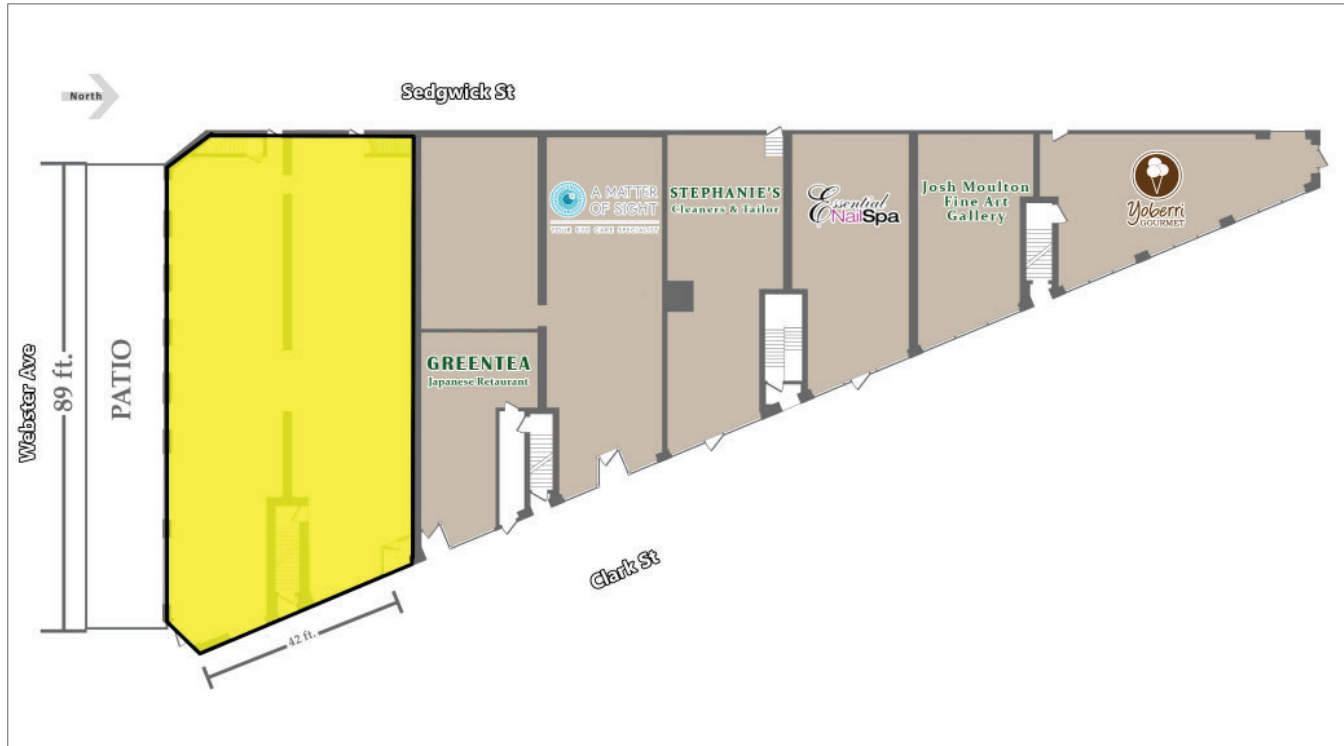 North
Sedgwick St
Webster Ave
89 ft.
PATIO
GREENTEA
Japanese Retaurant
A MATTER
OF SIGHT
YOUR EYE CARE SPECIALIST
STEPHANIE'S
Cleaners & Tailor
Essential
NailSpa
Josh Moulton
Fine Art
Gallery
Yoberri
GOURMET
Clark St
42 ft.